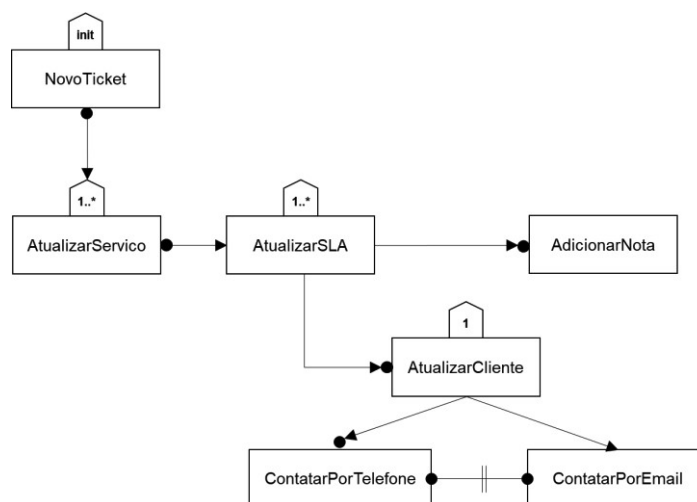 init
NovoTicket
1..*
1..*
AtualizarServico
AtualizarSLA
AdicionarNota
1
AtualizarCliente
ContatarPorTelefone
ContatarPorEmail